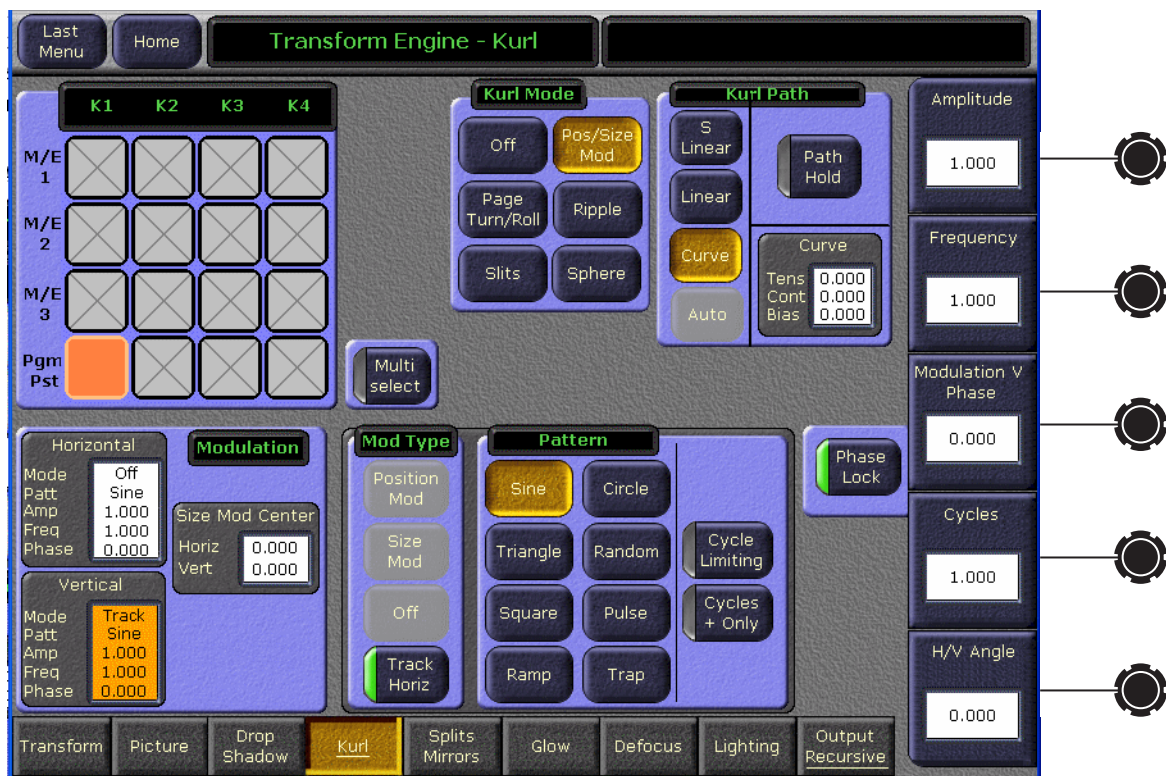 Last
Menu
Home
Transform Engine - Kurl
K1 K2 K3 K4
M/E
1
M/E
2
M/E
3
Pgm
Pst
Multi
select
Kurl Mode
Off
Pos/Size
Mod
Page
Turn/Roll
Ripple
Slits
Sphere
Kurl Path
S
Linear
Linear
Curve
Auto
Path
Hold
Curve
Tens 0.000
Cont 0.000
Bias 0.000
Amplitude
1.000
Frequency
1.000
Modulation V
Phase
0.000
Cycles
1.000
H/V Angle
0.000
Horizontal
Mode Off
Patt Sine
Amp 1.000
Freq 1.000
Phase 0.000
Modulation
Size Mod Center
Horiz 0.000
Vert 0.000
Vertical
Mode Track
Patt Sine
Amp 1.000
Freq 1.000
Phase 0.000
Mod Type
Position
Mod
Size
Mod
Off
Track
Horiz
Pattern
Sine
Circle
Triangle
Random
Square
Pulse
Ramp
Trap
Cycle
Limiting
Cycles
+ Only
Phase
Lock
Transform
Picture
Drop
Shadow
Kurl
Splits
Mirrors
Glow
Defocus
Lighting
Output
Recursive